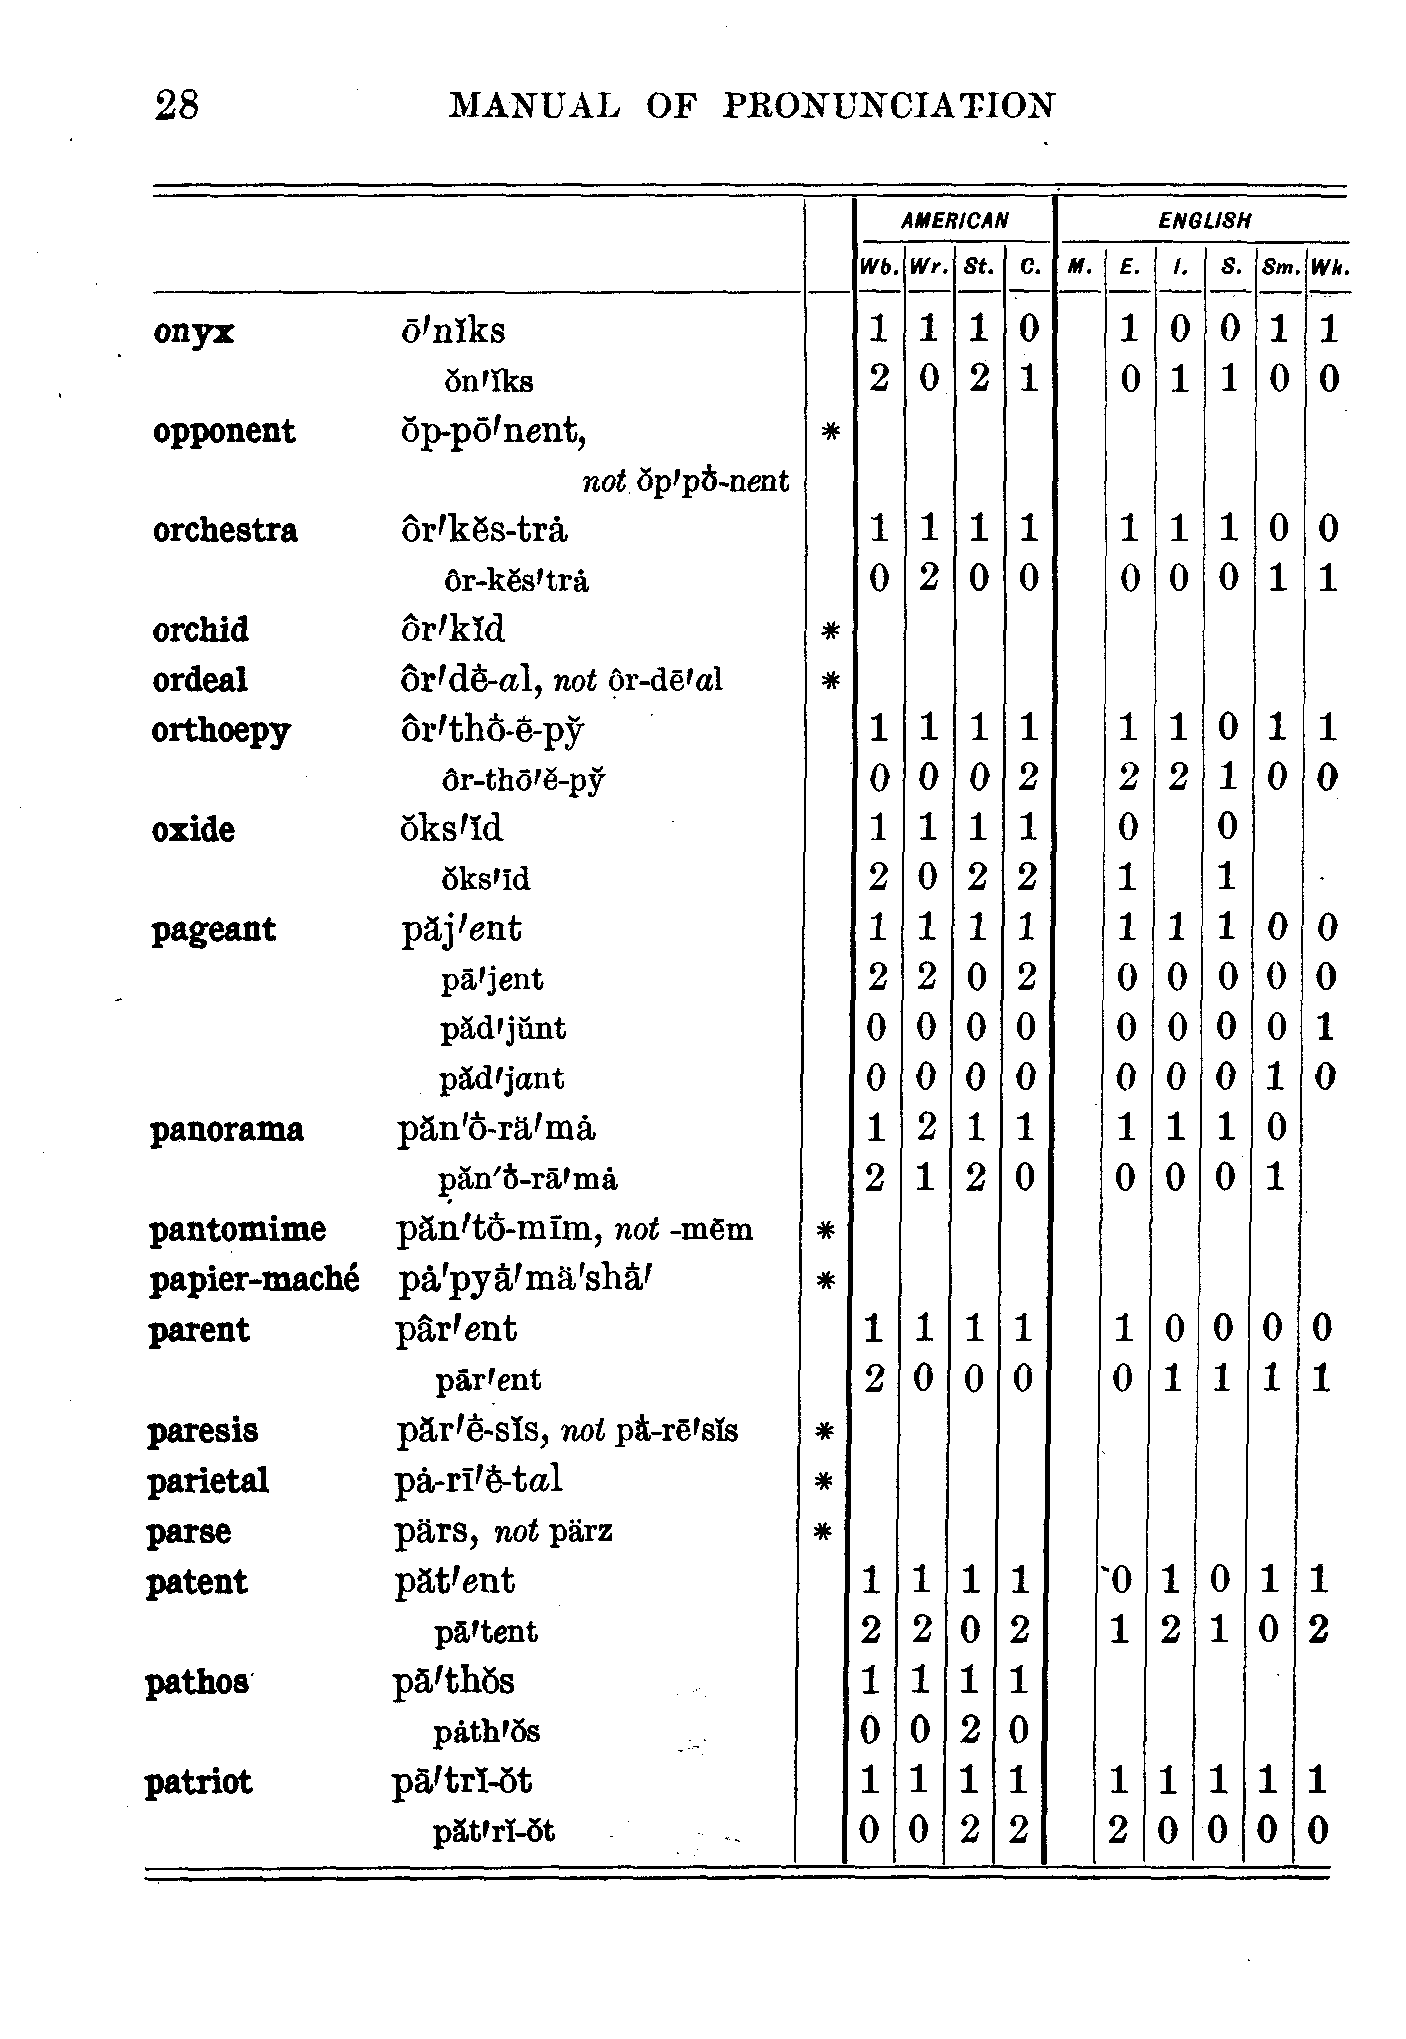 28 MANUAL OF PRONUNCIATION
AMERICAN ENGLISH
Wb. Wr. St. C. M. E. I. S. Sm. Wk.
onyx ō′nĭks 1 1 1 0 1 0 0 1 1
ŏn′ĭks 2 0 2 1 0 1 1 0 0
opponent ŏp-pō′nent, *
not ŏp′pō̇-nent
orchestra ôr′kĕs-trȧ 1 1 1 1 1 1 1 0 0
ôr-kĕs′trȧ 0 2 0 0 0 0 0 1 1
orchid ôr′kĭd *
ordeal ôr′dē̇-al, not ôr-dē′al *
orthoepy ôr′thō̇-ĕ-pў 1 1 1 1 1 1 0 1 1
ôr-thō′ĕ-pў 0 0 0 2 2 2 1 0 0
oxide ŏks′ĭd 1 1 1 1 0 0
ŏks′īd 2 0 2 2 1 1
pageant păj′ent 1 1 1 1 1 1 1 0 0
pā′jent 2 2 0 2 0 0 0 0 0
păd′jŭnt 0 0 0 0 0 0 0 0 1
păd′jant 0 0 0 0 0 0 0 1 0
panorama păn′ō̇-rä′mȧ 1 2 1 1 1 1 1 0
păn′ō̇-rā′mȧ 2 1 2 0 0 0 0 1
pantomime păn′tō̇-mīm, not -mēm *
papier-maché pȧ′pyā̇′mä′shā̇′ *
parent pâr′ent 1 1 1 1 1 0 0 0 0
pār′ent 2 0 0 0 0 1 1 1 1
paresis păr′ē̇-sĭs, not pā̇-rē′sĭs *
parietal pȧ-rī′ē̇-tal *
parse pärs, not pärz *
patent păt′ent 1 1 1 1 0 1 0 1 1
pā′tent 2 2 0 2 1 2 1 0 2
pathos pā′thŏs 1 1 1 1
pȧth′ŏs 0 0 2 0
patriot pā′trĭ-ŏt 1 1 1 1 1 1 1 1 1
păt′rĭ-ŏt 0 0 2 2 2 0 0 0 0